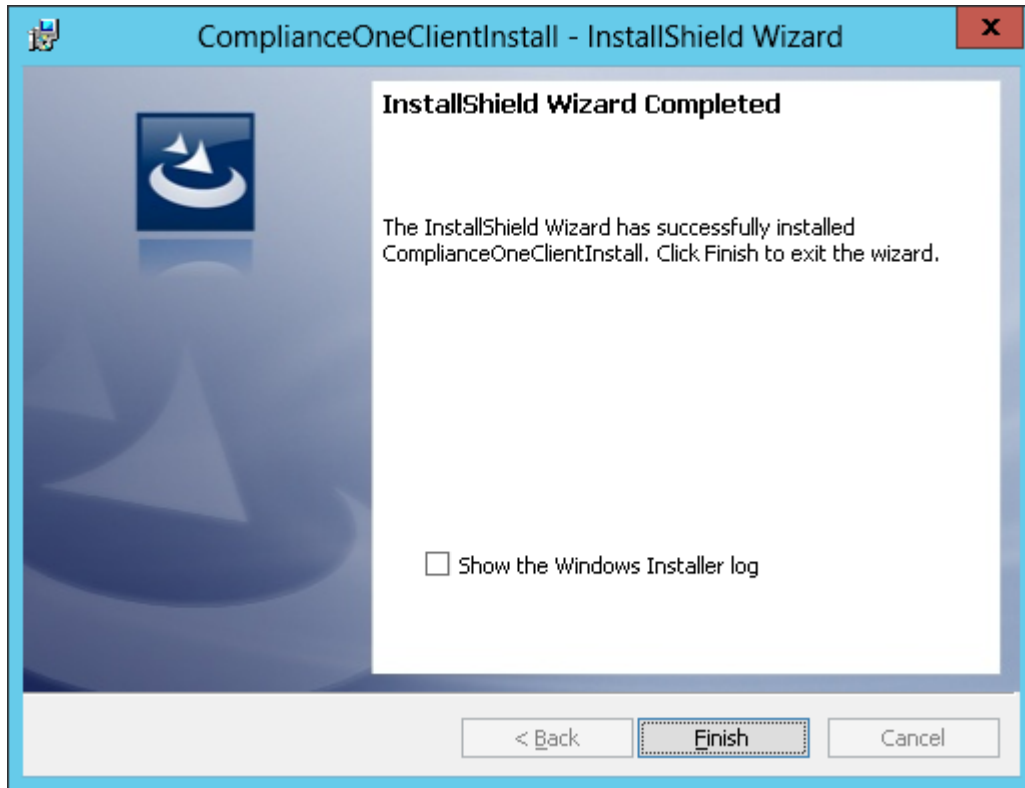 ComplianceOneClientInstall - InstallShield Wizard
x
InstallShield Wizard Completed
The InstallShield Wizard has successfully installed
ComplianceOneClientInstall. Click Finish to exit the wizard.
Show the Windows Installer log
< Back
Finish
Cancel